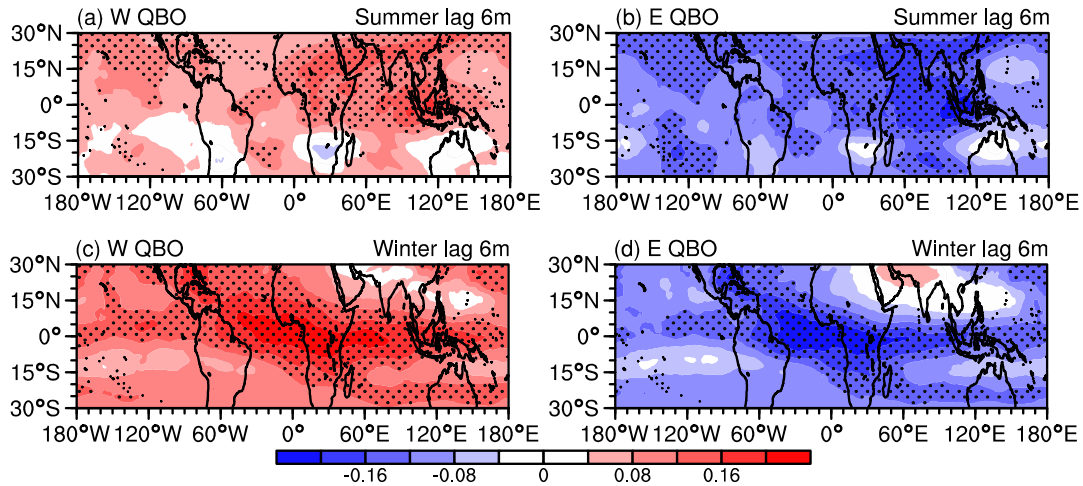 (a) W QBO Summer lag 6m (b) E QBO Summer lag 6m
30°N 30°N
15°N 15°N
0° 0°
15°S 15°S
30°S 30°S
180°W 120°W 60°W 0° 60°E 120°E 180°E 180°W 120°W 60°W 0° 60°E 120°E 180°E
(c) W QBO Winter lag 6m (d) E QBO Winter lag 6m
30°N 30°N
15°N 15°N
0° 0°
15°S 15°S
30°S 30°S
180°W 120°W 60°W 0° 60°E 120°E 180°E 180°W 120°W 60°W 0° 60°E 120°E 180°E
-0.16 -0.08 0 0.08 0.16